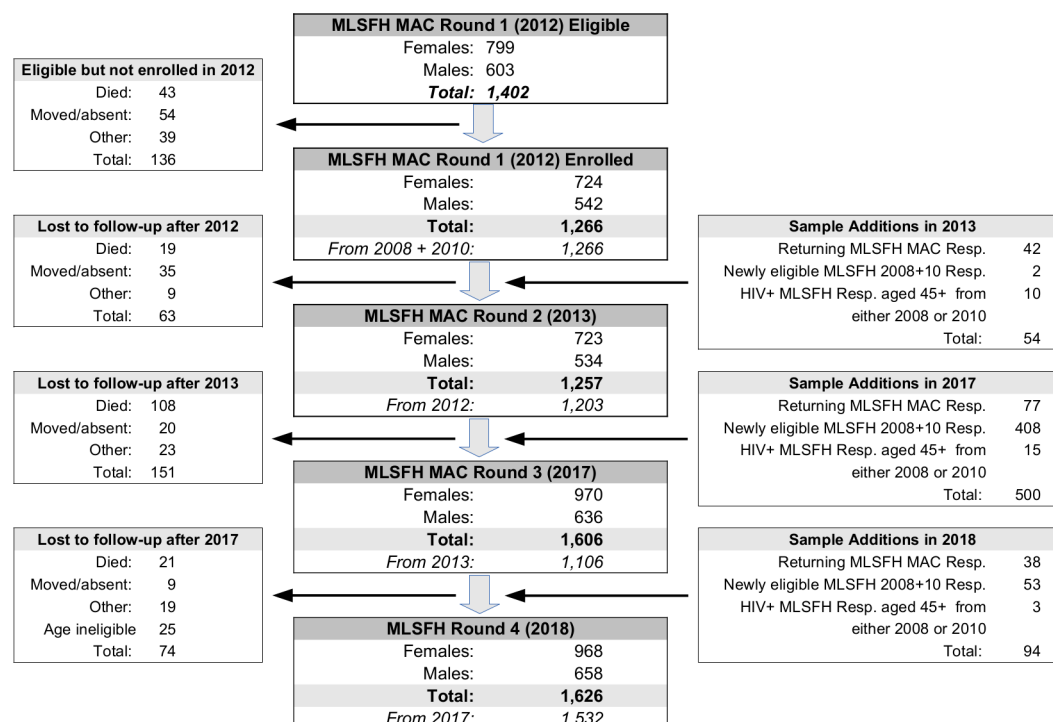 MLSFH MAC Round 1 (2012) Eligible
Females: 799
Males: 603
Total: 1,402
Eligible but not enrolled in 2012
Died: 43
Moved/absent: 54
Other: 39
Total: 136
MLSFH MAC Round 1 (2012) Enrolled
Females: 724
Males: 542
Total: 1,266
From 2008 + 2010: 1,266
Lost to follow-up after 2012
Died: 19
Moved/absent: 35
Other: 9
Total: 63
Sample Additions in 2013
Returning MLSFH MAC Resp. 42
Newly eligible MLSFH 2008+10 Resp. 2
HIV+ MLSFH Resp. aged 45+ from 10
either 2008 or 2010
Total: 54
MLSFH MAC Round 2 (2013)
Females: 723
Males: 534
Total: 1,257
From 2012: 1,203
Lost to follow-up after 2013
Died: 108
Moved/absent: 20
Other: 23
Total: 151
Sample Additions in 2017
Returning MLSFH MAC Resp. 77
Newly eligible MLSFH 2008+10 Resp. 408
HIV+ MLSFH Resp. aged 45+ from 15
either 2008 or 2010
Total: 500
MLSFH MAC Round 3 (2017)
Females: 970
Males: 636
Total: 1,606
From 2013: 1,106
Lost to follow-up after 2017
Died: 21
Moved/absent: 9
Other: 19
Age ineligible 25
Total: 74
Sample Additions in 2018
Returning MLSFH MAC Resp. 38
Newly eligible MLSFH 2008+10 Resp. 53
HIV+ MLSFH Resp. aged 45+ from 3
either 2008 or 2010
Total: 94
MLSFH Round 4 (2018)
Females: 968
Males: 658
Total: 1,626
From 2017: 1,532